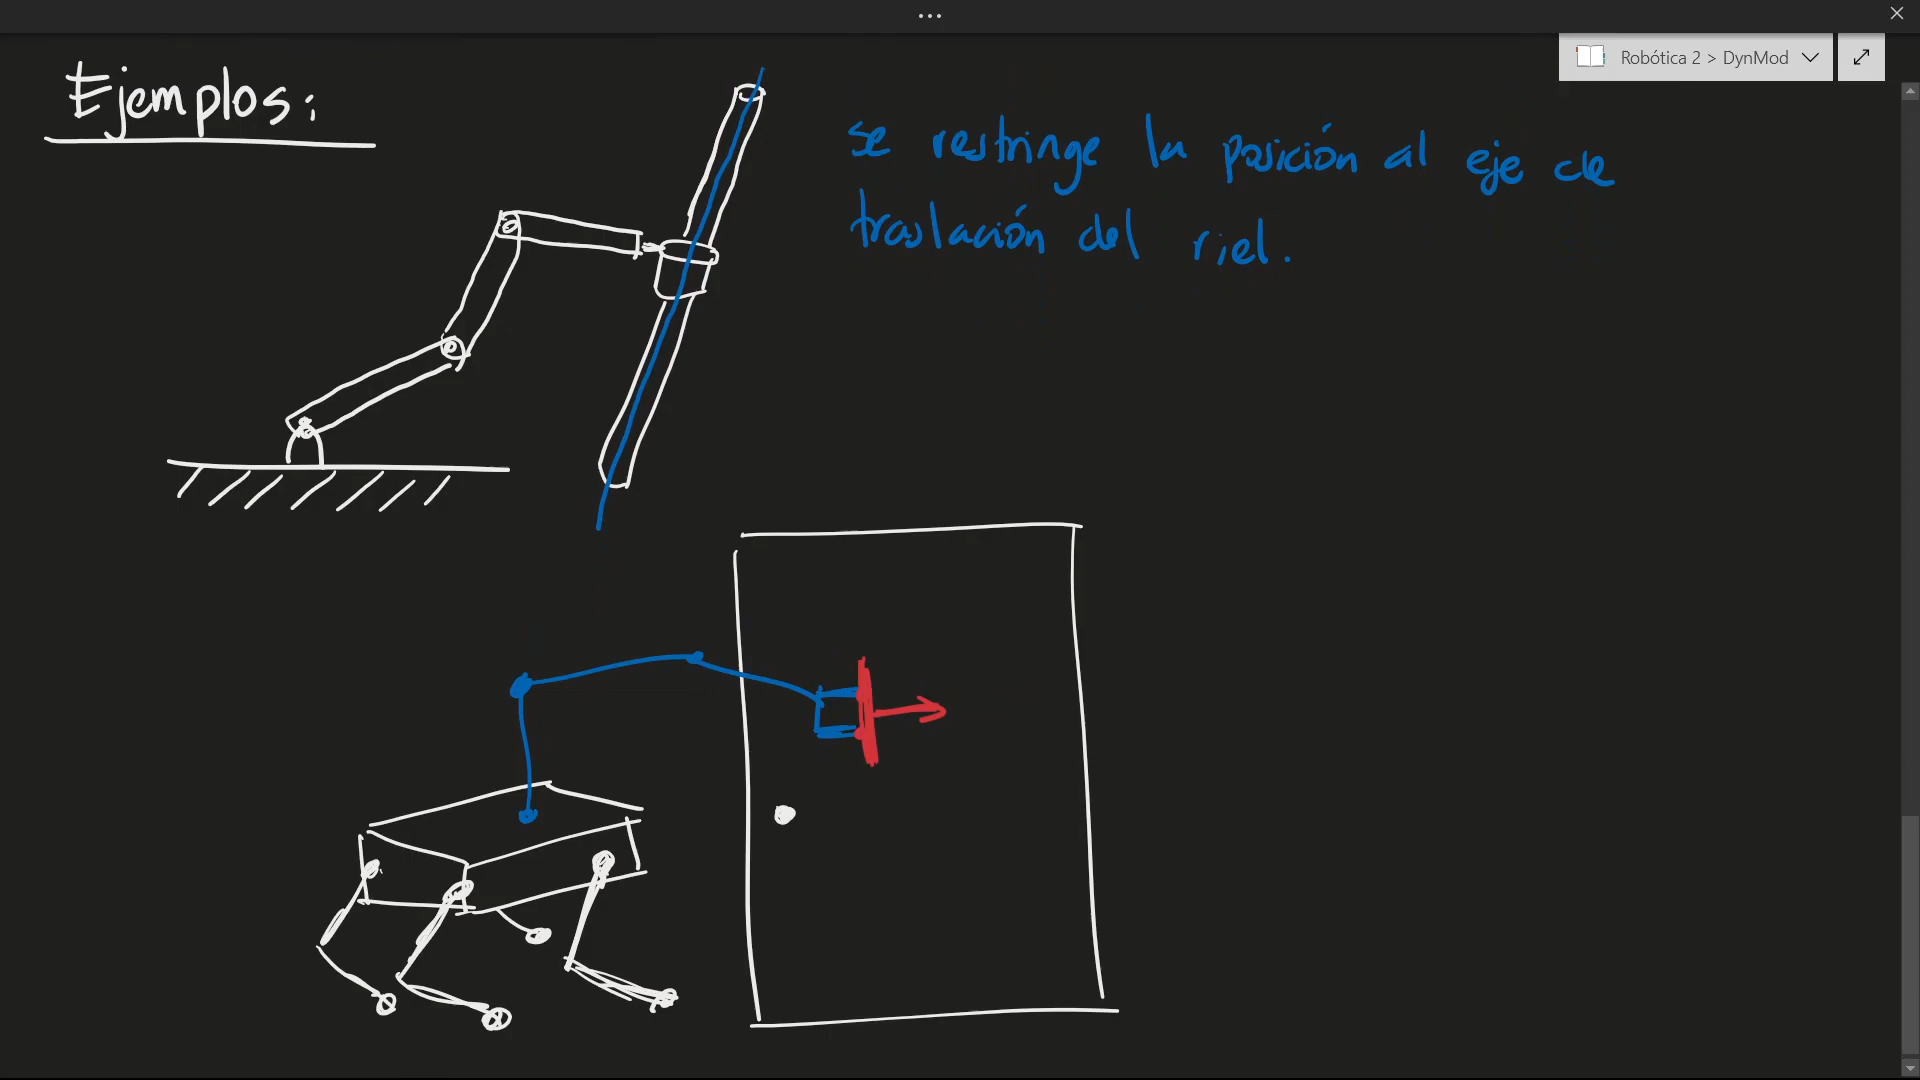 Robótica 2 > DynMod
Ejemplos:
se restringe la posición al eje de
traslación del riel.